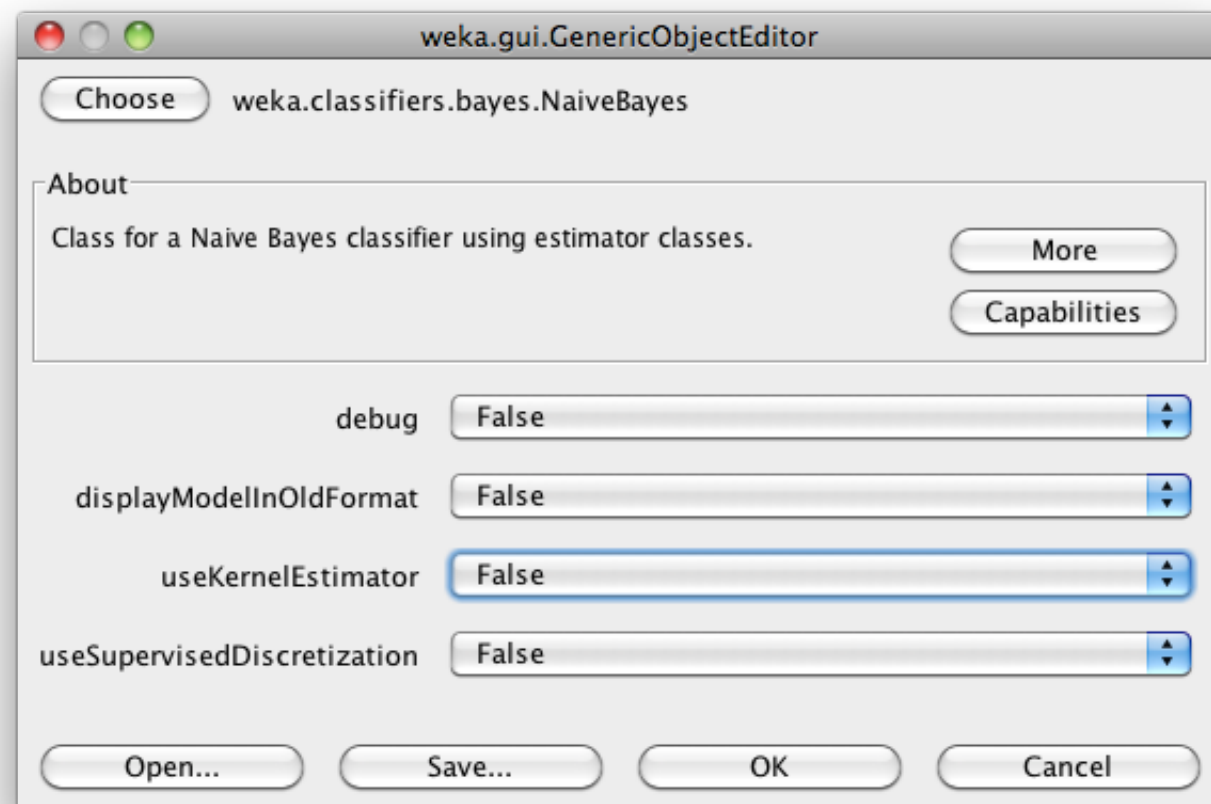 weka.gui.GenericObjectEditor
Choose weka.classifiers.bayes.NaiveBayes
About
Class for a Naive Bayes classifier using estimator classes.
More
Capabilities
debug False
displayModelInOldFormat False
useKernelEstimator False
useSupervisedDiscretization False
Open... Save... OK Cancel